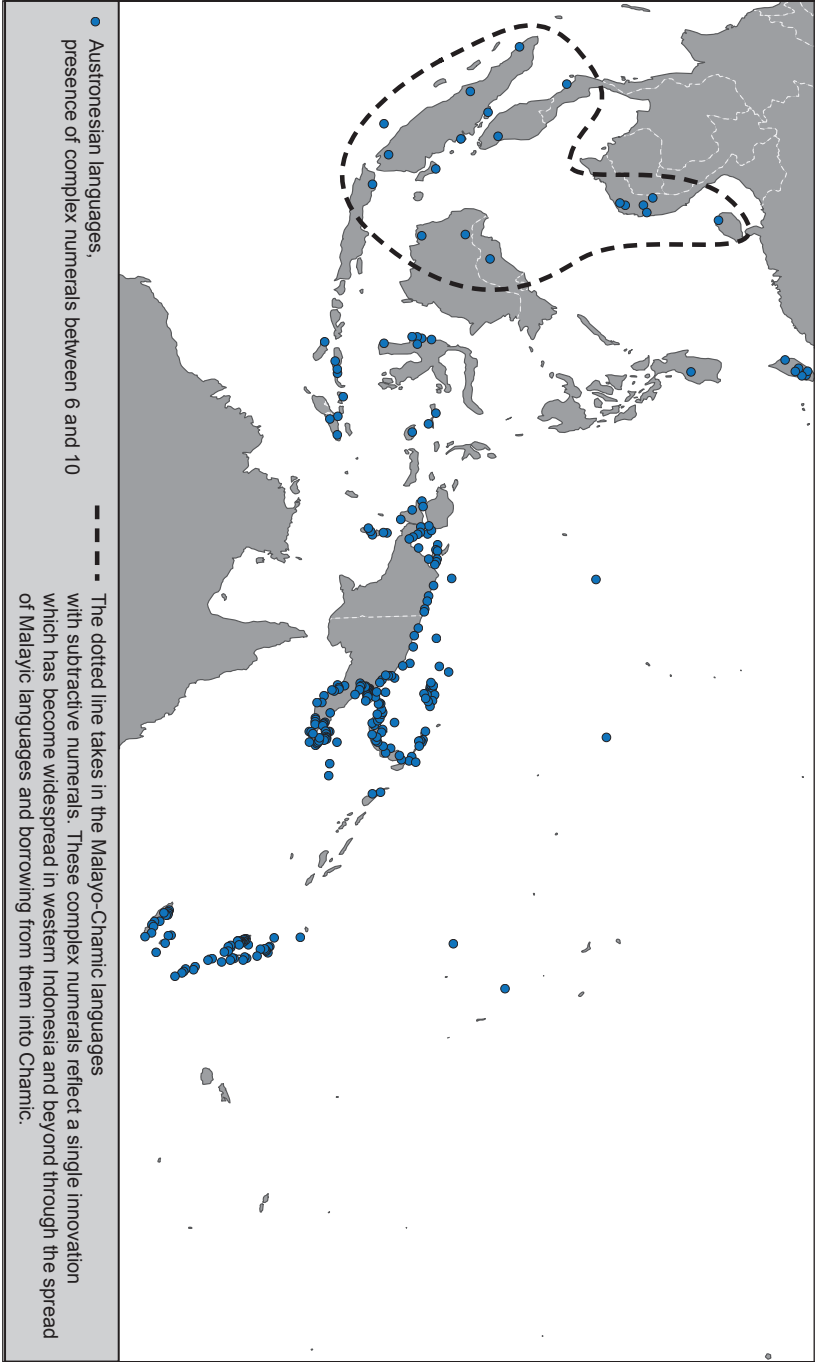 Austronesian languages,
presence of complex numerals between 6 and 10
The dotted line takes in the Malayo-Chamic languages
with subtractive numerals. These complex numerals reflect a single innovation
which has become widespread in western Indonesia and beyond through the spread
of Malayic languages and borrowing from them into Chamic.